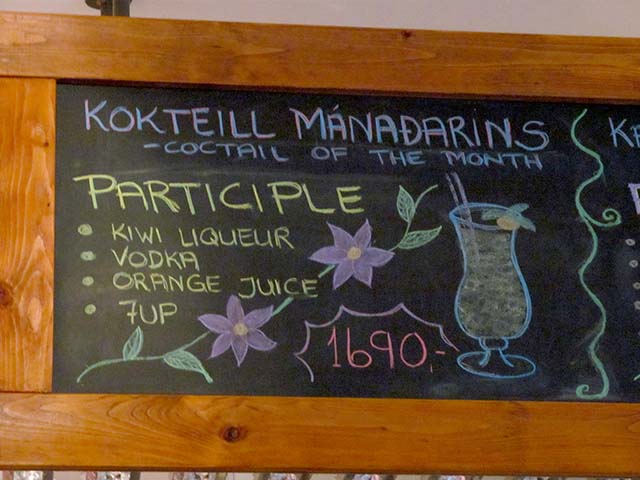 KOKTEILL MÁNAÐARINS
-COCTAIL OF THE MONTH
PARTICIPLE
• KIWI LIQUEUR
• VODKA
• ORANGE JUICE
• 7UP
1690,-